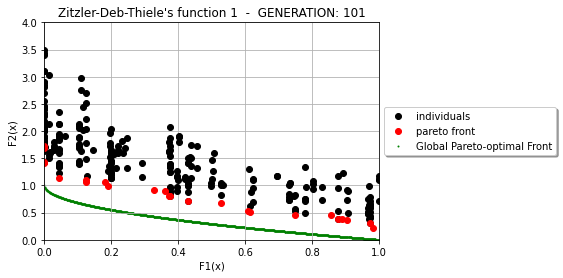 Zitzler-Deb-Thiele's function 1 - GENERATION: 101
4.0
3.5
3.0
2.5
2.0
1.5
1.0
0.5
0.0
F2(x)
0.0 0.2 0.4 0.6 0.8 1.0
F1(x)
individuals
pareto front
Global Pareto-optimal Front